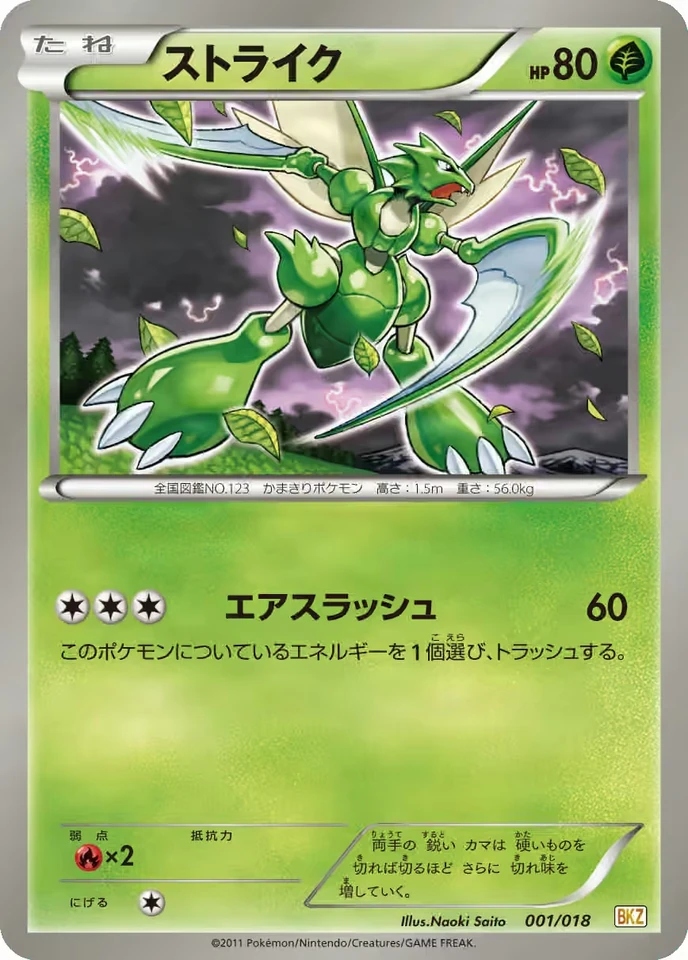 たね ストライク HP80
全国図鑑NO.123 かまきりポケモン 高さ:1.5m 重さ:56.0kg
エアスラッシュ 60
このポケモンについているエネルギーを1個選び、トラッシュする。
弱点 抵抗力
×2
にげる
両手の 鋭い カマは 硬いものを
切れば切るほど さらに 切れ味を
増していく。
Illus.Naoki Saito 001/018 BKZ
©2011 Pokémon/Nintendo/Creatures/GAME FREAK.